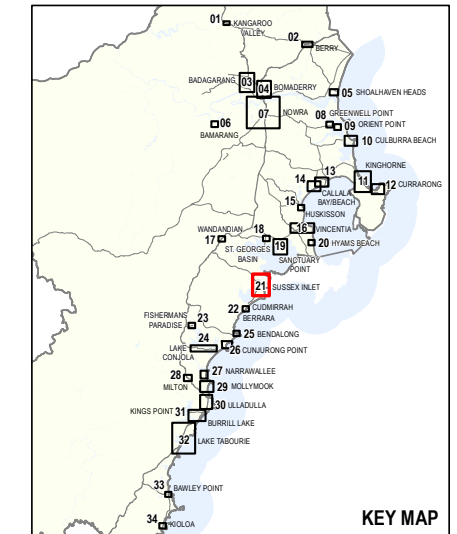 01
KANGAROO
VALLEY
02
BERRY
BADAGARANG
03
04
BOMADERRY
05
SHOALHAVEN HEADS
07
NOWRA
06
BAMARANG
08
GREENWELL POINT
09
ORIENT POINT
10
CULBURRA BEACH
KINGHORNE
11
12
CURRARONG
13
14
CALLALA
BAY/BEACH
15
HUSKISSON
16
VINCENTIA
WANDANDIAN
17
18
ST. GEORGES
BASIN
19
20
HYAMS BEACH
SANCTUARY
POINT
21
SUSSEX INLET
22
CUDMIRRAH
BERRARA
FISHERMANS
PARADISE
23
24
LAKE
CONJOLA
25
BENDALONG
26
CUNJURONG POINT
27
NARRAWALLEE
28
MILTON
29
MOLLYMOOK
30
ULLADULLA
KINGS POINT
31
BURRILL LAKE
32
LAKE TABOURIE
33
BAWLEY POINT
34
KIOLOA
KEY MAP